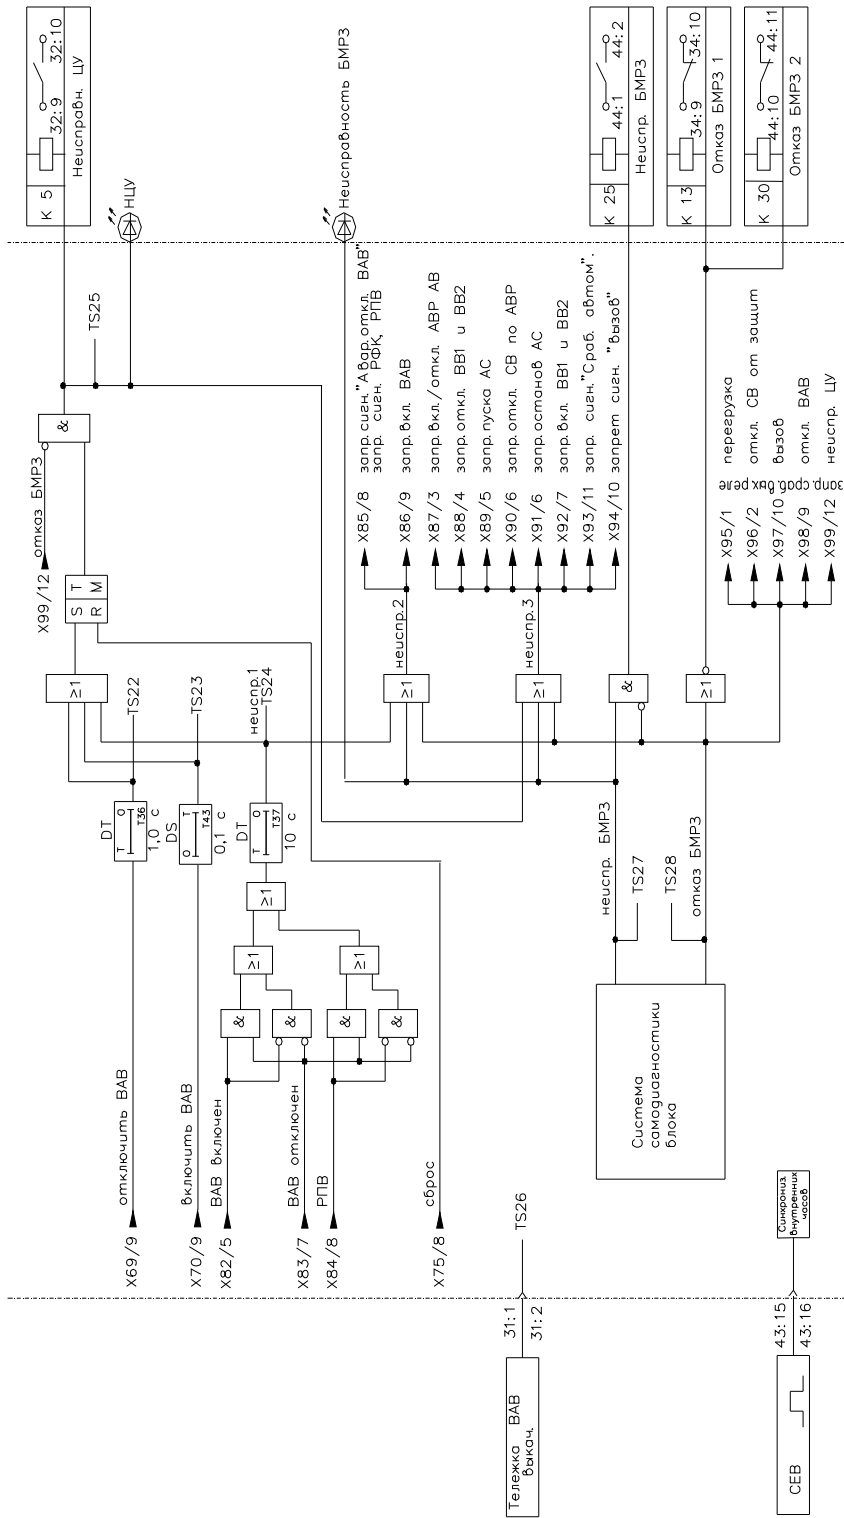 К 5
32:9
32:10
Неисправн. ЦУ
НЦУ
Неисправность БМРЗ
К 25
44:1
44:2
Неиспр. БМРЗ
К 13
34:9
34:10
Отказ БМРЗ 1
К 30
44:10
44:11
Отказ БМРЗ 2
TS25
&
отказ БМРЗ
X99/12
S T
R M
≥1
TS22
TS23
неиспр.1
TS24
DT
T O
T36
1,0 с
DS
O T
T43
0,1 с
DT
T O
T37
10 с
≥1
≥1
≥1
&
&
&
&
отключить ВАВ
X69/9
включить ВАВ
X70/9
ВАВ включен
X82/5
ВАВ отключен
X83/7
РПВ
X84/8
сброс
X75/8
X85/8 запр. сигн."Авар. откл. ВАВ"
запр. сигн. РФК, РПВ
X86/9 запр. вкл. ВАВ
X87/3 запр. вкл./откл. АВР АВ
X88/4 запр. откл. ВВ1 и ВВ2
X89/5 запр. пуска АС
X90/6 запр. откл. СВ по АВР
X91/6 запр. останов АС
X92/7 запр. вкл. ВВ1 и ВВ2
X93/11 запр. сигн."Сраб. автом".
X94/10 запрет сигн. "вызов"
неиспр.2
≥1
неиспр.3
≥1
&
≥1
запр. сраб. вых реле
X95/1 перегрузка
X96/2 откл. СВ от защит
X97/10 вызов
X98/9 откл. ВАВ
X99/12 неиспр. ЦУ
неиспр. БМРЗ
TS27
TS28
отказ БМРЗ
Система
самодиагностики
блока
TS26
31:1
31:2
Тележка ВАВ
выкач.
Синхрониз.
внутренних
часов
43:15
43:16
СЕВ